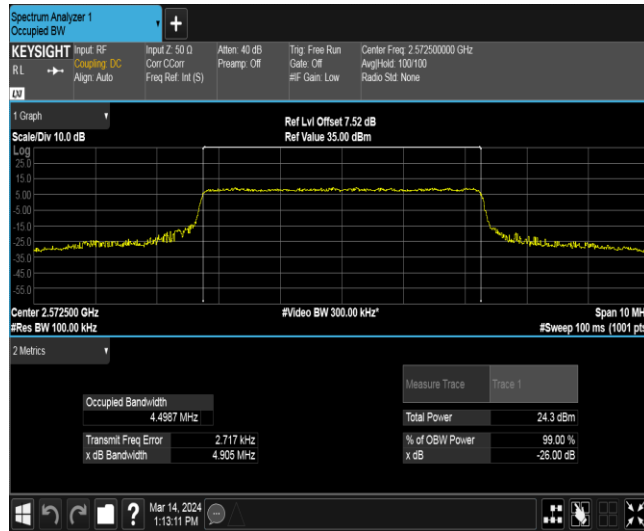 Spectrum Analyzer 1
Occupied BW
+
KEYSIGHT
RL
LXI
Input: RF
Coupling: DC
Align: Auto
Input Z: 50 Ω
Corr CCorr
Freq Ref: Int (S)
Atten: 40 dB
Preamp: Off
Trig: Free Run
Gate: Off
#IF Gain: Low
Center Freq: 2.572500000 GHz
Avg|Hold: 100/100
Radio Std: None
1 Graph
Scale/Div 10.0 dB
Ref Lvl Offset 7.52 dB
Ref Value 35.00 dBm
Log
25.0
15.0
5.00
-5.00
-15.0
-25.0
-35.0
-45.0
-55.0
Center 2.572500 GHz
#Res BW 100.00 kHz
#Video BW 300.00 kHz*
Span 10 MH
#Sweep 100 ms (1001 pts
2 Metrics
Measure Trace Trace 1
Occupied Bandwidth
4.4987 MHz
Total Power 24.3 dBm
Transmit Freq Error 2.717 kHz
% of OBW Power 99.00 %
x dB Bandwidth 4.905 MHz
x dB -26.00 dB
?
Mar 14, 2024
1:13:11 PM